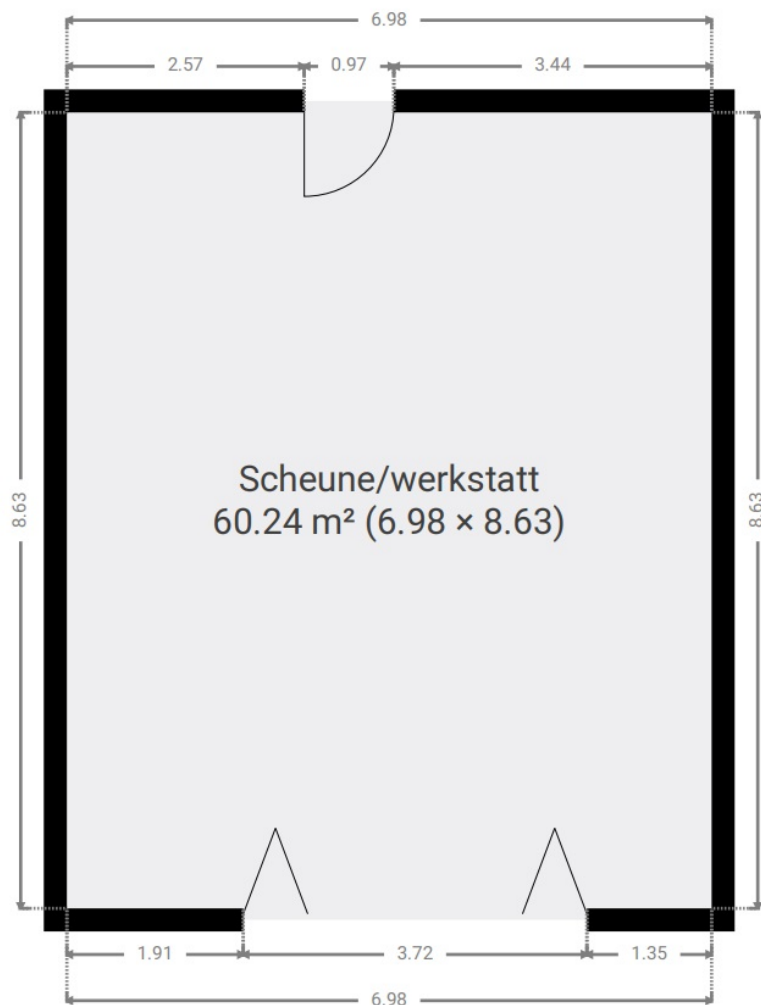 6.98
2.57 0.97 3.44
8.63
8.63
Scheune/werkstatt
60.24 m² (6.98 × 8.63)
1.91 3.72 1.35
6.98